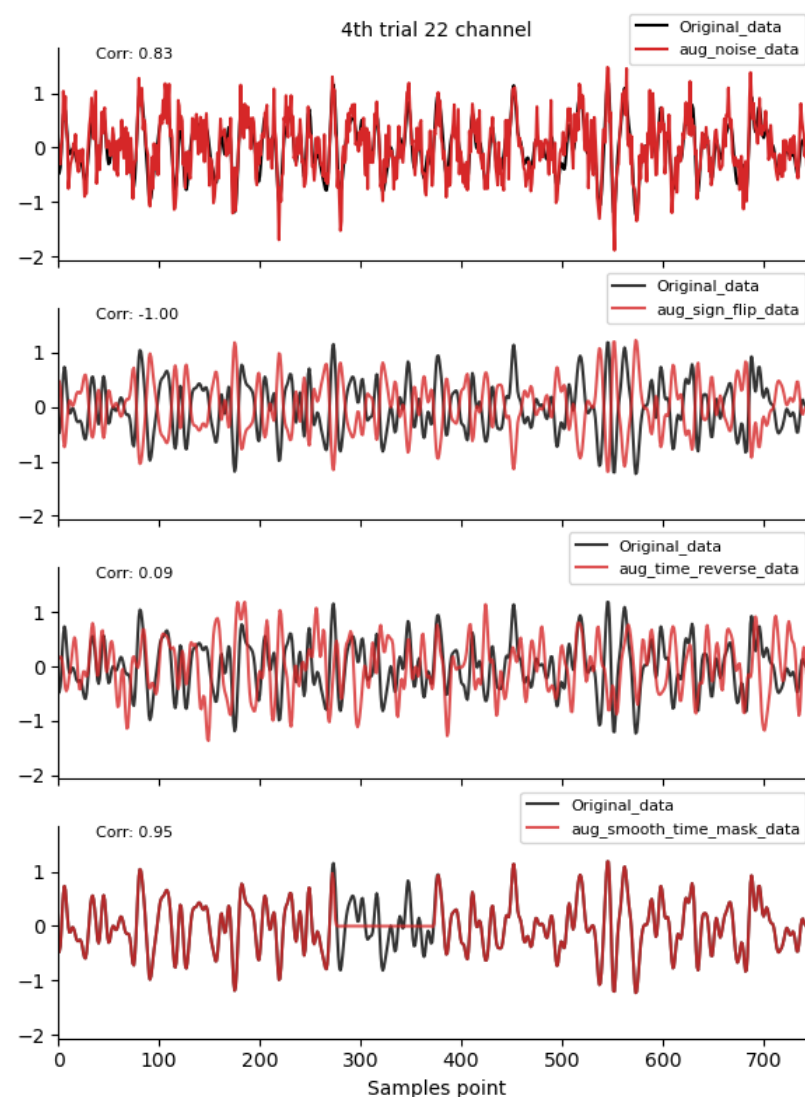 4th trial 22 channel
Original_data
aug_noise_data
Corr: 0.83
1
0
−1
−2
Original_data
aug_sign_flip_data
Corr: -1.00
1
0
−1
−2
Original_data
aug_time_reverse_data
Corr: 0.09
1
0
−1
−2
Original_data
aug_smooth_time_mask_data
Corr: 0.95
1
0
−1
−2
0 100 200 300 400 500 600 700
Samples point